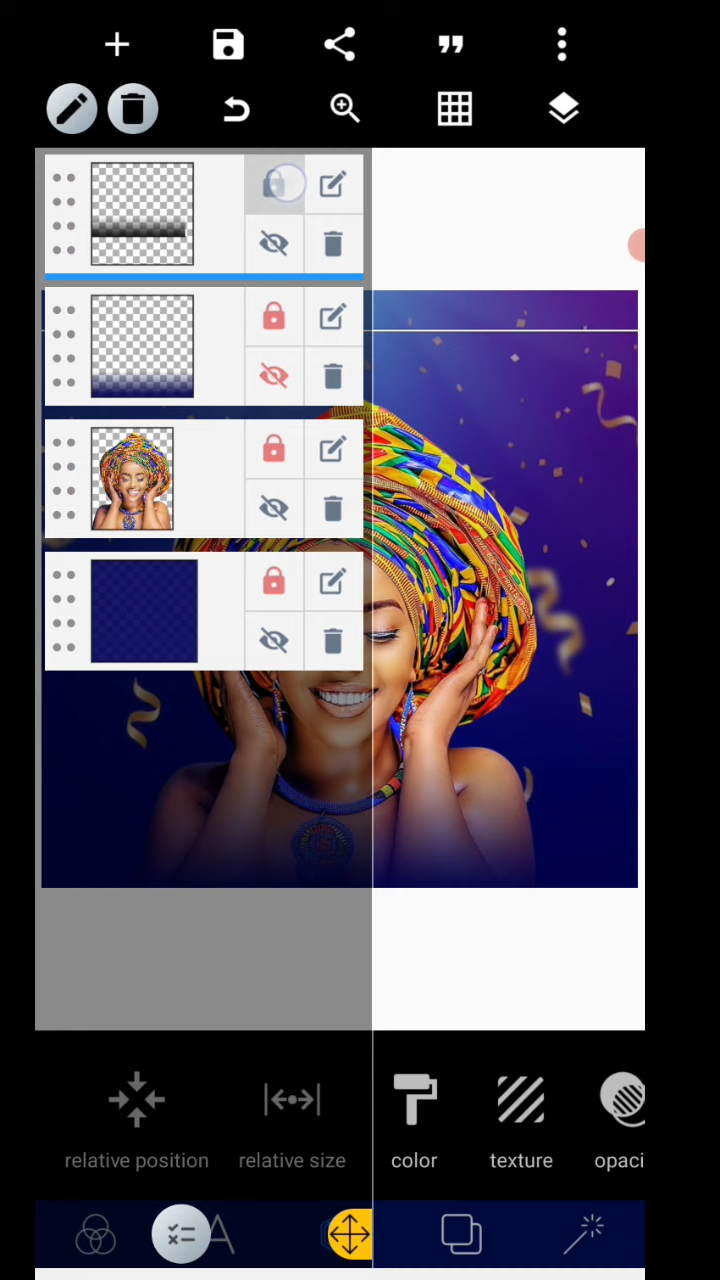 relative position
relative size
color
texture
opaci